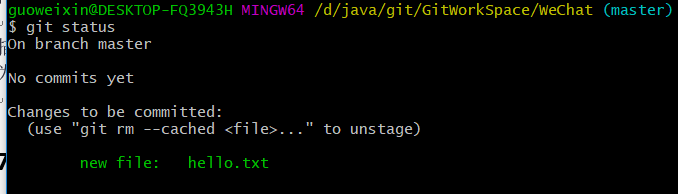 guoweixin@DESKTOP-FQ3943H MINGW64 /d/java/git/GitWorkSpace/WeChat (master)
$ git status
On branch master
No commits yet
Changes to be committed:
(use "git rm --cached <file>..." to unstage)
new file: hello.txt